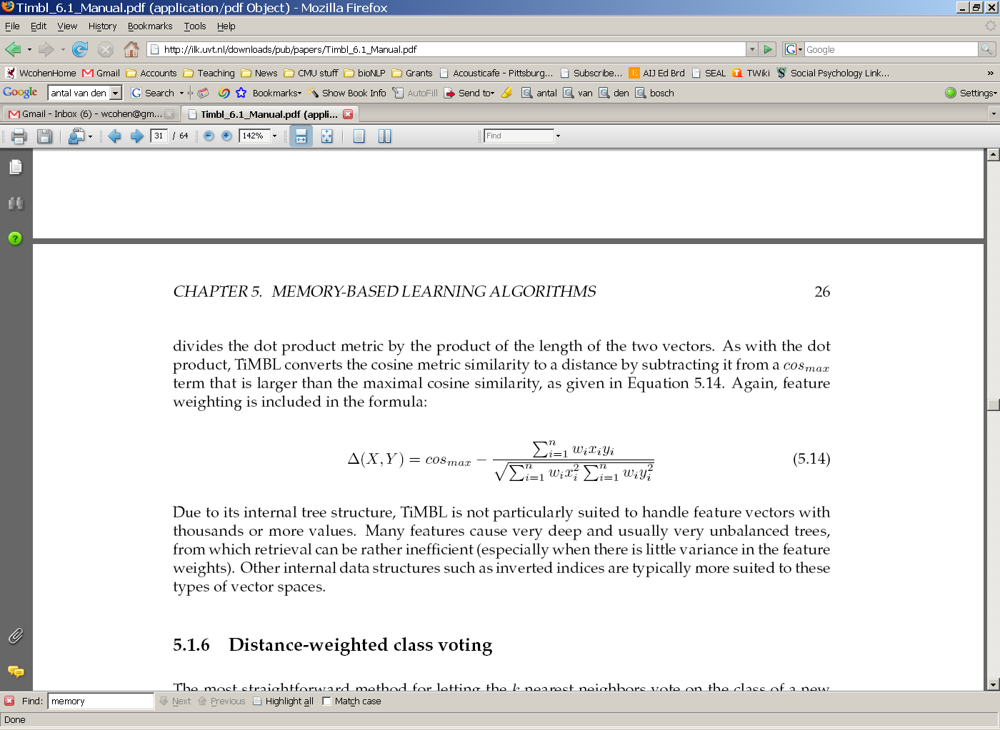 Timbl_6.1_Manual.pdf (application/pdf Object) - Mozilla Firefox
File Edit View History Bookmarks Tools Help
http://ilk.uvt.nl/downloads/pub/papers/Timbl_6.1_Manual.pdf Google
WcohenHome Gmail Accounts Teaching News CMU stuff bioNLP Grants Acousticafe - Pittsburg... Subscribe... AIJ Ed Brd SEAL TWiki Social Psychology Link... »
Google antal van den Search Bookmarks Show Book Info AutoFill Send to antal van den bosch Settings
Gmail - Inbox (6) - wcohen@gm... Timbl_6.1_Manual.pdf (appli...
31 / 64 142% Find
CHAPTER 5. MEMORY-BASED LEARNING ALGORITHMS 26
divides the dot product metric by the product of the length of the two vectors. As with the dot
product, TiMBL converts the cosine metric similarity to a distance by subtracting it from a cos_max
term that is larger than the maximal cosine similarity, as given in Equation 5.14. Again, feature
weighting is included in the formula:
Δ(X, Y) = cos_max − ∑_{i=1}^n w_i x_i y_i / √(∑_{i=1}^n w_i x_i^2 ∑_{i=1}^n w_i y_i^2) (5.14)
Due to its internal tree structure, TiMBL is not particularly suited to handle feature vectors with
thousands or more values. Many features cause very deep and usually very unbalanced trees,
from which retrieval can be rather inefficient (especially when there is little variance in the feature
weights). Other internal data structures such as inverted indices are typically more suited to these
types of vector spaces.
5.1.6 Distance-weighted class voting
The most straightforward method for letting the k nearest neighbors vote on the class of a new
Find: memory Next Previous Highlight all Match case
Done